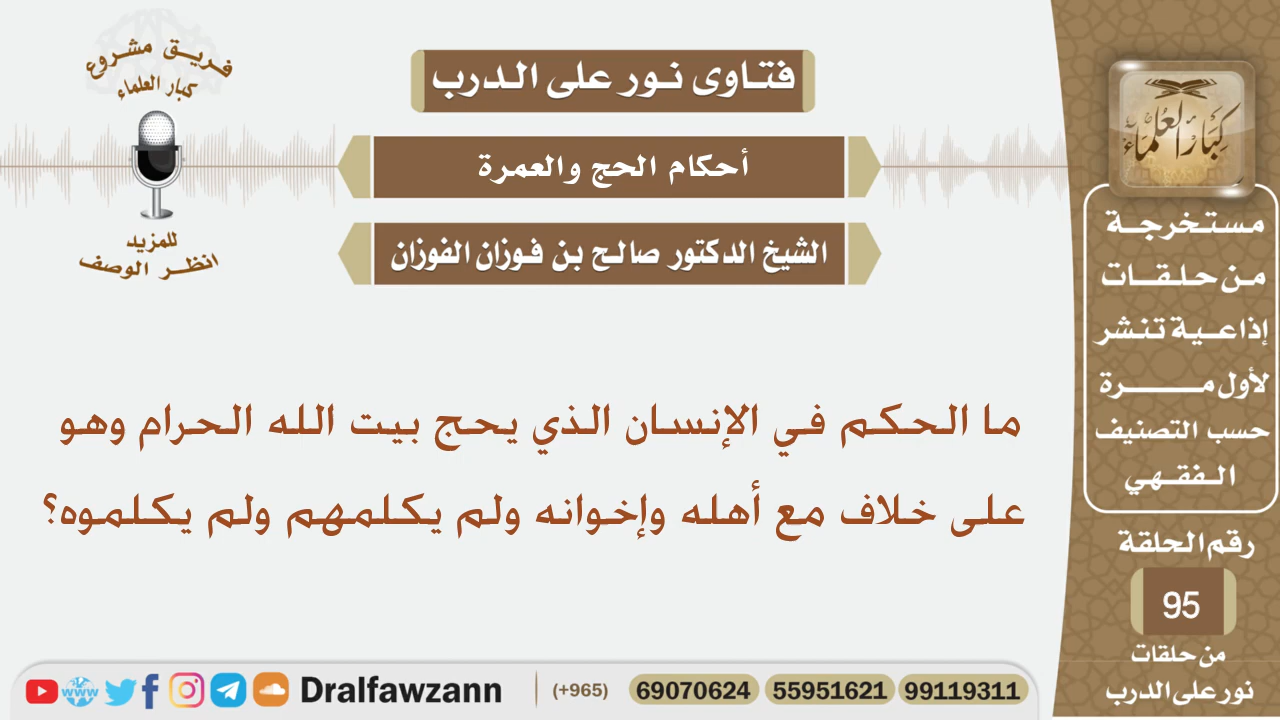 فريق مشروع
كبار العلماء
للمزيد
انظر الوصف
فتاوى نور على الدرب
أحكام الحج والعمرة
الشيخ الدكتور صالح بن فوزان الفوزان
ما الحكم في الإنسان الذي يحج بيت الله الحرام وهو
على خلاف مع أهله وإخوانه ولم يكلمهم ولم يكلموه؟
كبار العلماء
مستخرجة
من حلقات
إذاعية تنشر
لأول مرة
حسب التصنيف
الفقهي
رقم الحلقة
95
من حلقات
نور على الدرب
www Dralfawzann (+965) 69070624 55951621 99119311